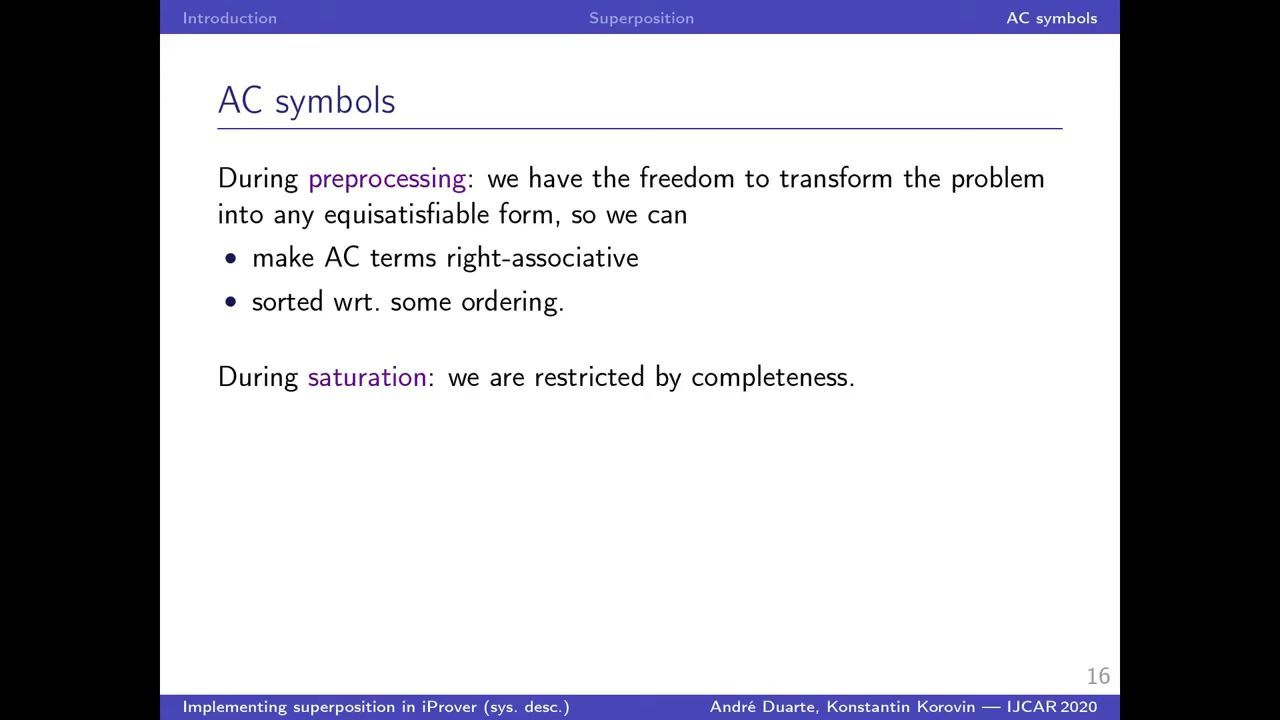 Introduction Superposition AC symbols
AC symbols
During preprocessing: we have the freedom to transform the problem
into any equisatisfiable form, so we can
• make AC terms right-associative
• sorted wrt. some ordering.
During saturation: we are restricted by completeness.
16
Implementing superposition in iProver (sys. desc.) André Duarte, Konstantin Korovin — IJCAR 2020